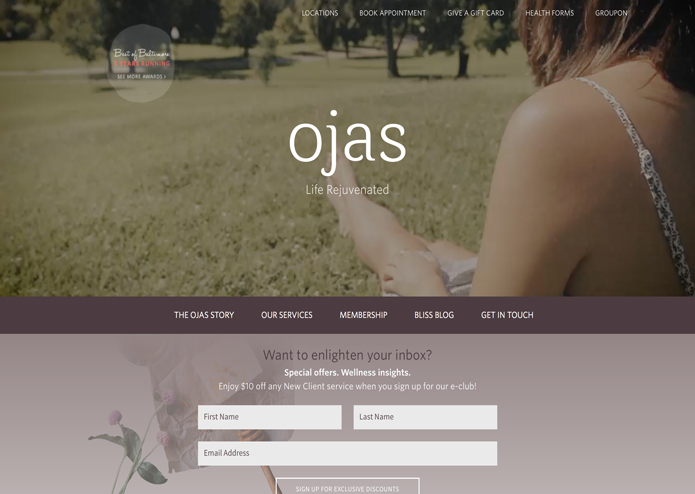 LOCATIONS
BOOK APPOINTMENT
GIVE A GIFT CARD
HEALTH FORMS
GROUPON
Best of Baltimore
YEARS RUNNING
SEE MORE AWARDS >
ojas
Life Rejuvenated
THE OJAS STORY
OUR SERVICES
MEMBERSHIP
BLISS BLOG
GET IN TOUCH
Want to enlighten your inbox?
Special offers. Wellness insights.
Enjoy $10 off any New Client service when you sign up for our e-club!
First Name
Last Name
Email Address
SIGN UP FOR EXCLUSIVE DISCOUNTS